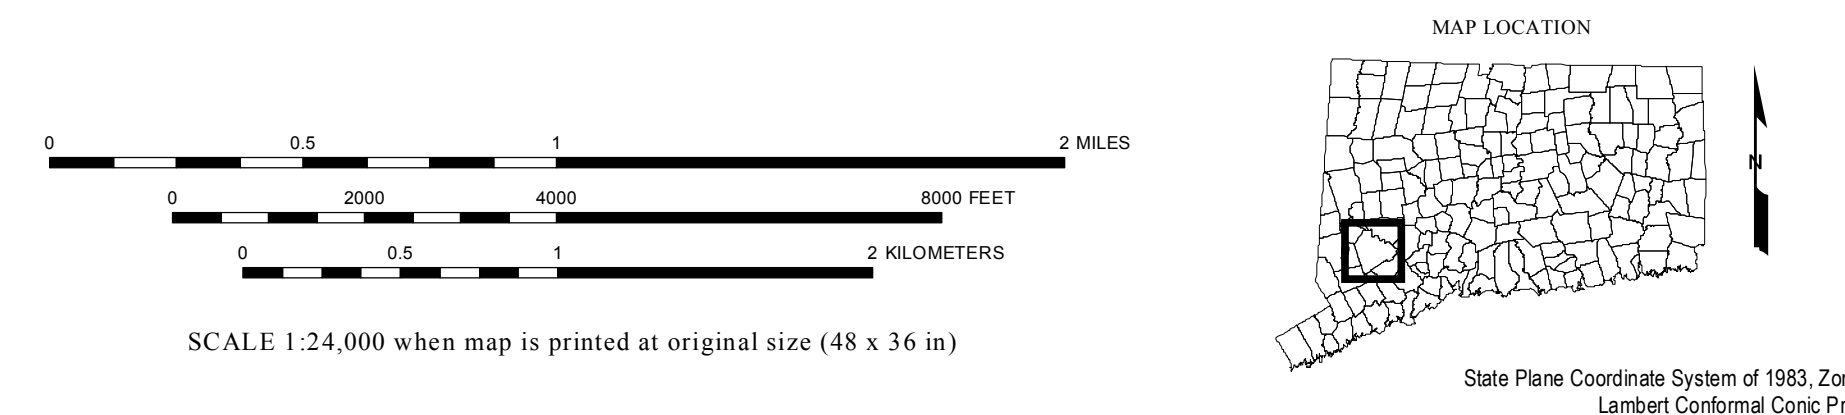 MAP LOCATION
0 0.5 1 2 MILES
0 2000 4000 8000 FEET
0 0.5 1 2 KILOMETERS
N
SCALE 1:24,000 when map is printed at original size (48 x 36 in)
State Plane Coordinate System of 1983,
Lambert Conformal Conic